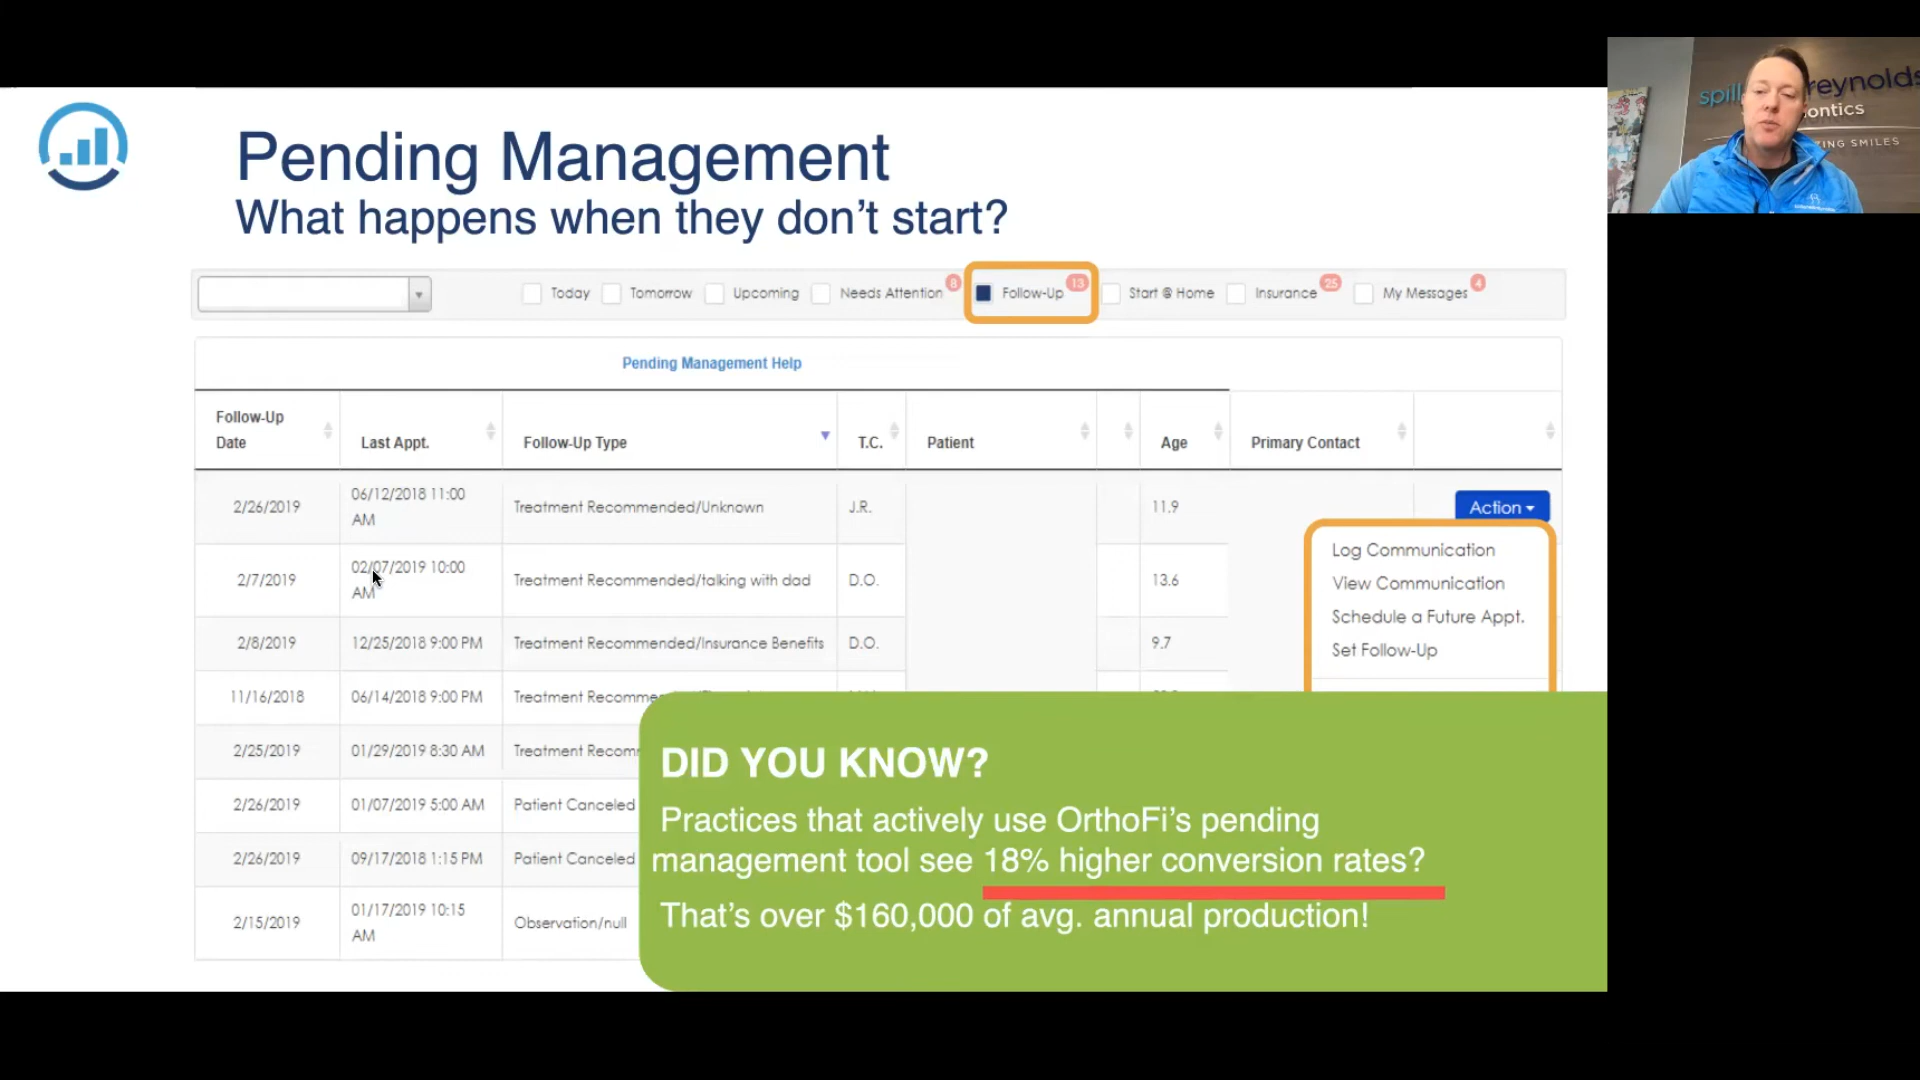 Pending Management
What happens when they don't start?
reynolds
ontics
ING SMILES
Today Tomorrow Upcoming Needs Attention 8 Follow-Up 13 Start @ Home Insurance 25 My Messages 4
Pending Management Help
Follow-Up Date Last Appt. Follow-Up Type T.C. Patient Age Primary Contact
2/26/2019 06/12/2018 11:00 AM Treatment Recommended/Unknown J.R. 11.9 Action
2/7/2019 02/07/2019 10:00 AM Treatment Recommended/talking with dad D.O. 13.6
2/8/2019 12/25/2018 9:00 PM Treatment Recommended/Insurance Benefits D.O. 9.7
11/16/2018 06/14/2018 9:00 PM Treatment Recomme
2/25/2019 01/29/2019 8:30 AM Treatment Recom
2/26/2019 01/07/2019 5:00 AM Patient Canceled
2/26/2019 09/17/2018 1:15 PM Patient Canceled
2/15/2019 01/17/2019 10:15 AM Observation/null
Log Communication
View Communication
Schedule a Future Appt.
Set Follow-Up
DID YOU KNOW?
Practices that actively use OrthoFi's pending
management tool see 18% higher conversion rates?
That's over $160,000 of avg. annual production!